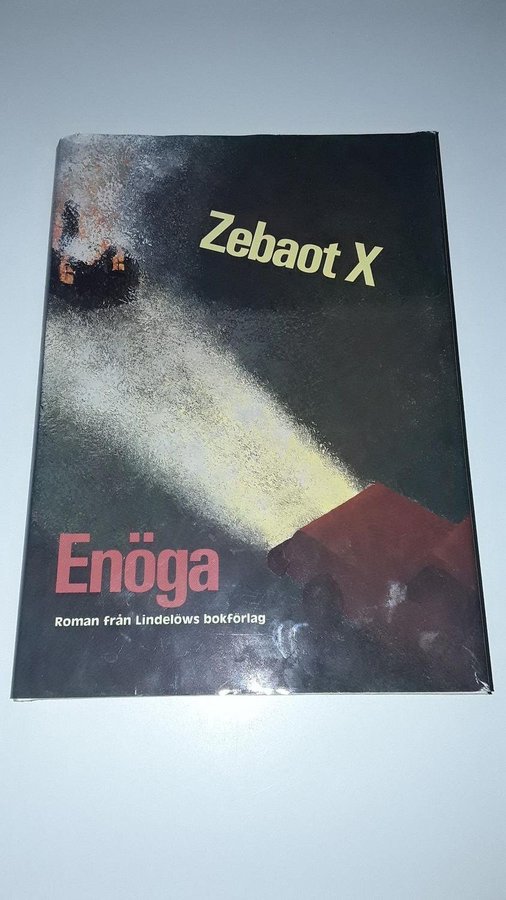 Zebaot X
Enöga
Roman från Lindelöws bokförlag